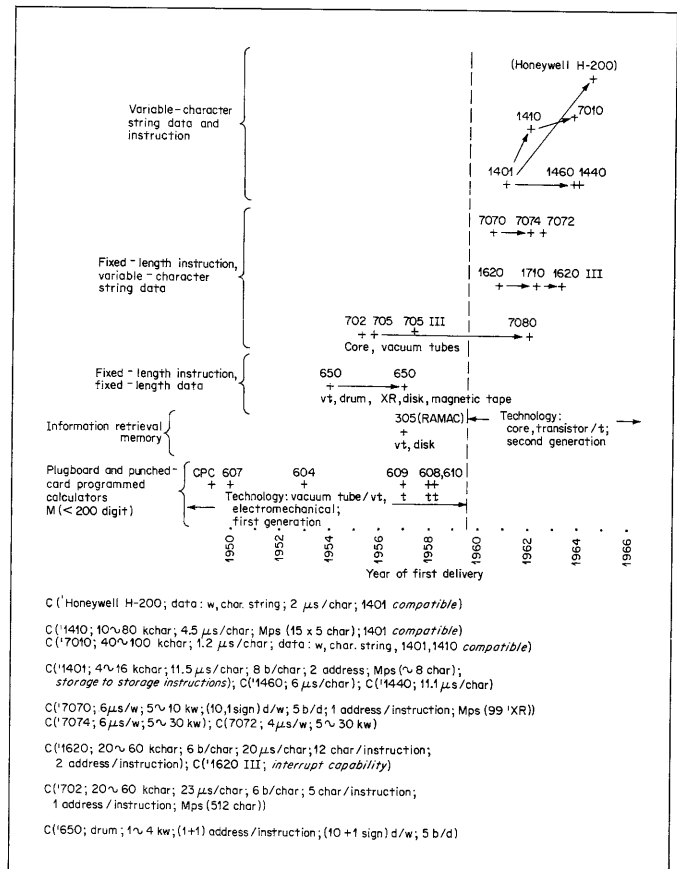 (Honeywell H-200)
Variable-character
string data and
instruction
1410 7010
1401 1460 1440
7070 7074 7072
Fixed-length instruction,
variable-character
string data
1620 1710 1620 III
702 705 705 III 7080
Core, vacuum tubes
Fixed-length instruction,
fixed-length data
650 650
vt, drum, XR, disk, magnetic tape
Information retrieval
memory
305(RAMAC)
vt, disk
Technology:
core, transistor/t;
second generation
Plugboard and punched-
card programmed
calculators
M (< 200 digit)
CPC 607 604 609 608,610
t tt
Technology: vacuum tube/vt,
electromechanical;
first generation
1950 1952 1954 1956 1958 1960 1962 1964 1966
Year of first delivery
C('Honeywell H-200; data: w, char. string; 2 μs/char; 1401 compatible)
C('1410; 10~80 kchar; 4.5 μs/char; Mps (15 x 5 char); 1401 compatible)
C('7010; 40~100 kchar; 1.2 μs/char; data: w, char. string, 1401,1410 compatible)
C('1401; 4~16 kchar; 11.5 μs/char; 8 b/char; 2 address; Mps (~ 8 char);
storage to storage instructions); C('1460; 6 μs/char); C('1440; 11.1 μs/char)
C('7070; 6μs/w; 5~10 kw; (10,1sign) d/w; 5 b/d; 1 address/instruction; Mps (99 'XR))
C('7074; 6μs/w; 5~30 kw); C(7072; 4μs/w; 5~30 kw)
C('1620; 20~60 kchar; 6 b/char; 20 μs/char; 12 char/instruction;
2 address/instruction); C('1620 III; interrupt capability)
C('702; 20~60 kchar; 23 μs/char; 6 b/char; 5 char/instruction;
1 address/instruction; Mps (512 char))
C('650; drum; 1~4 kw; (1+1) address/instruction; (10+1 sign) d/w; 5 b/d)